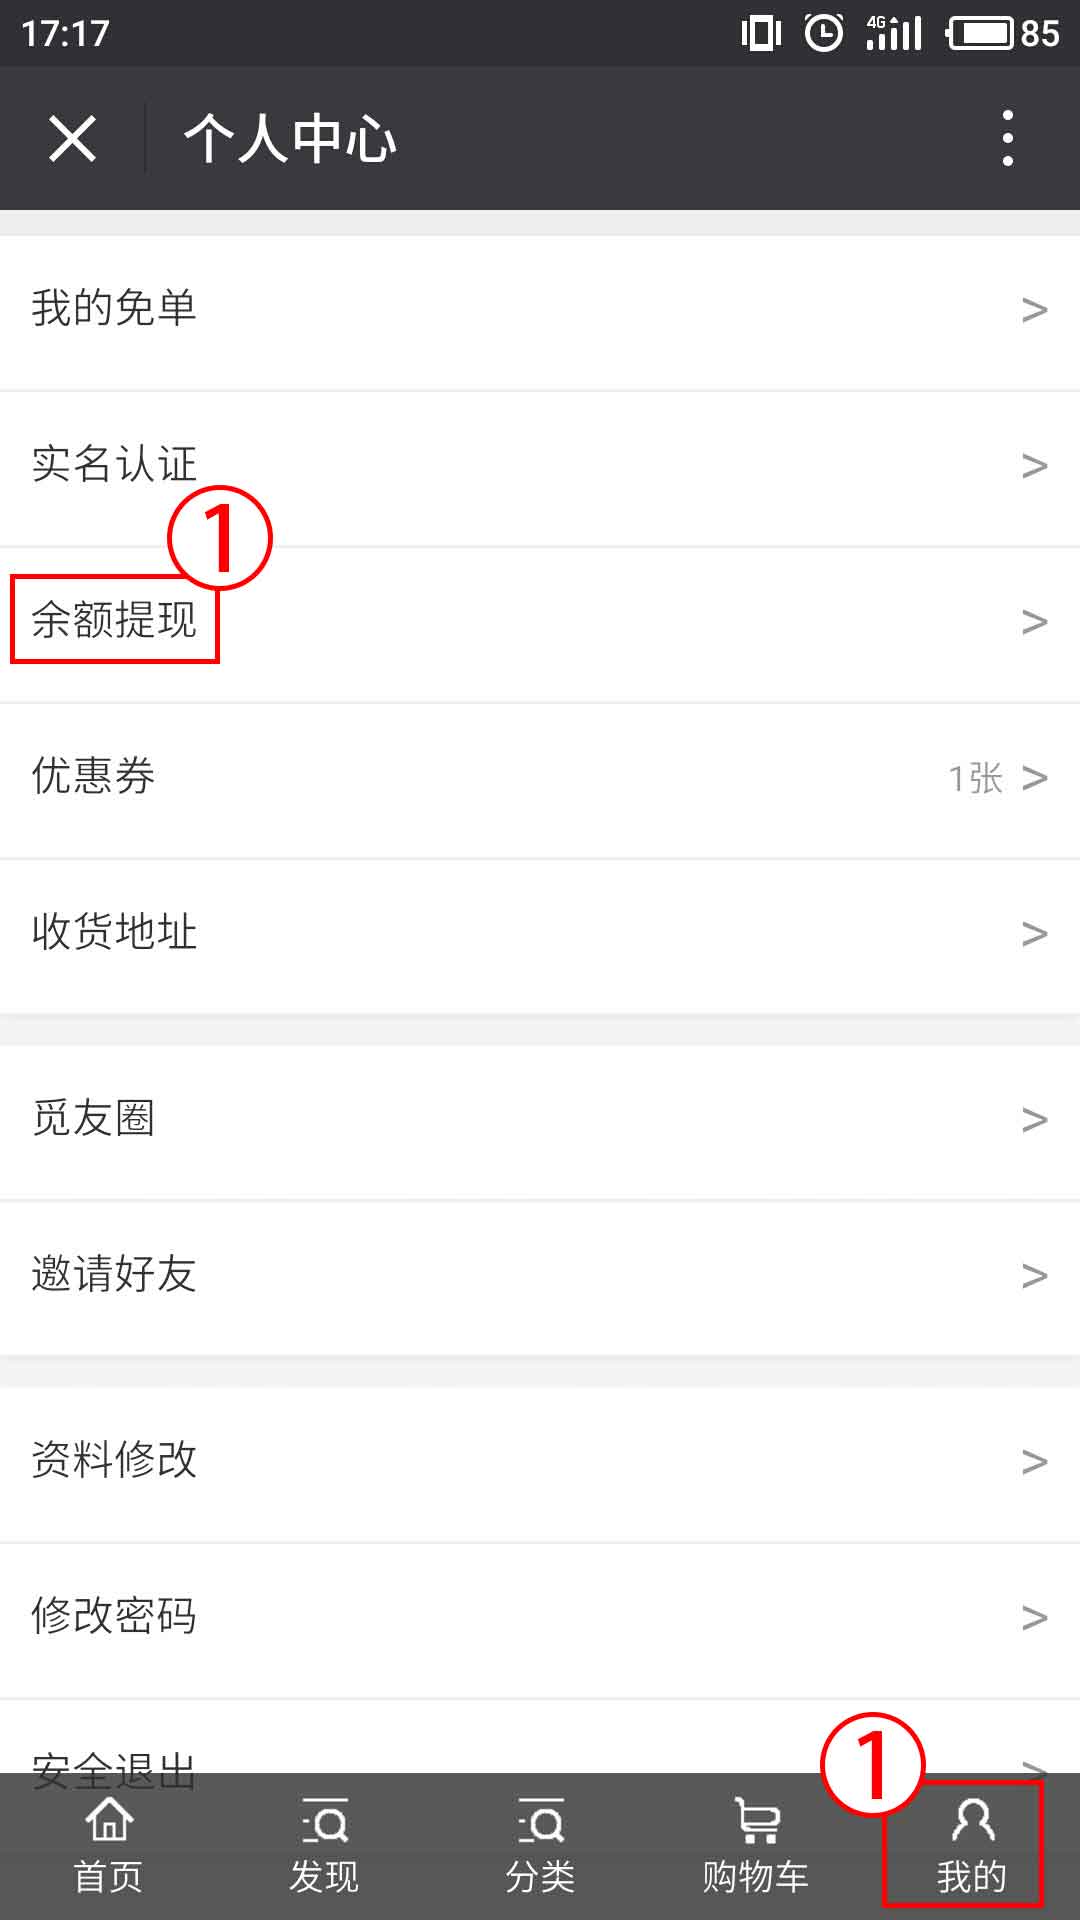 17:17 4G 85
个人中心
我的免单 >
实名认证 >
1
余额提现 >
优惠券 1张 >
收货地址 >
觅友圈 >
邀请好友 >
资料修改 >
修改密码 >
安全退出 >
1
首页 发现 分类 购物车 我的